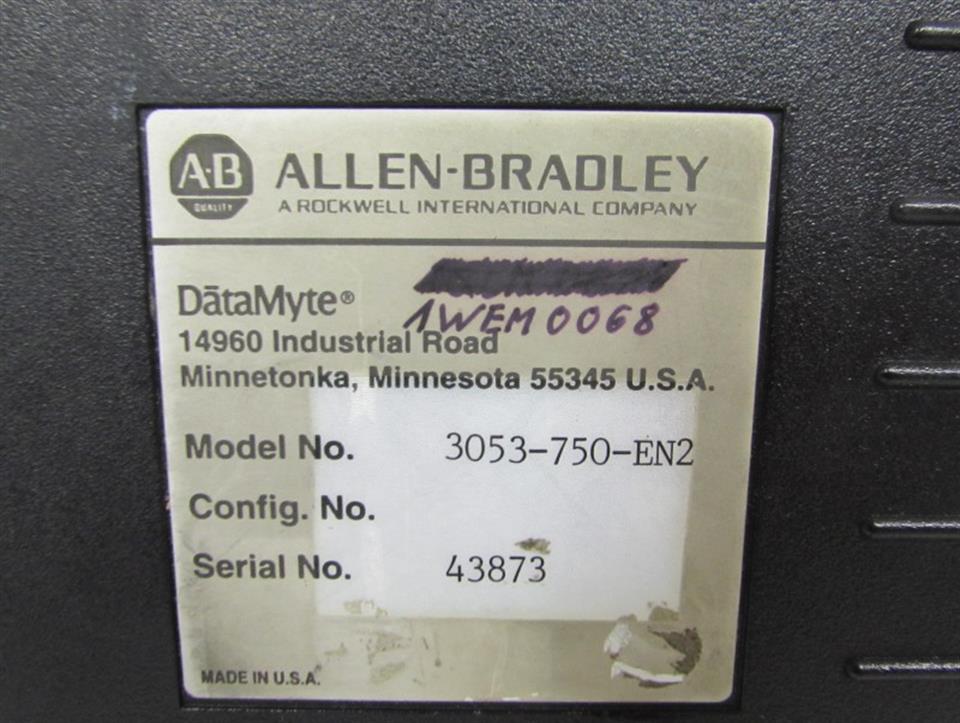 A·B
QUALITY
ALLEN-BRADLEY
A ROCKWELL INTERNATIONAL COMPANY
DātaMyte®
1WEM0068
14960 Industrial Road
Minnetonka, Minnesota 55345 U.S.A.
Model No. 3053-750-EN2
Config. No.
Serial No. 43873
MADE IN U.S.A.